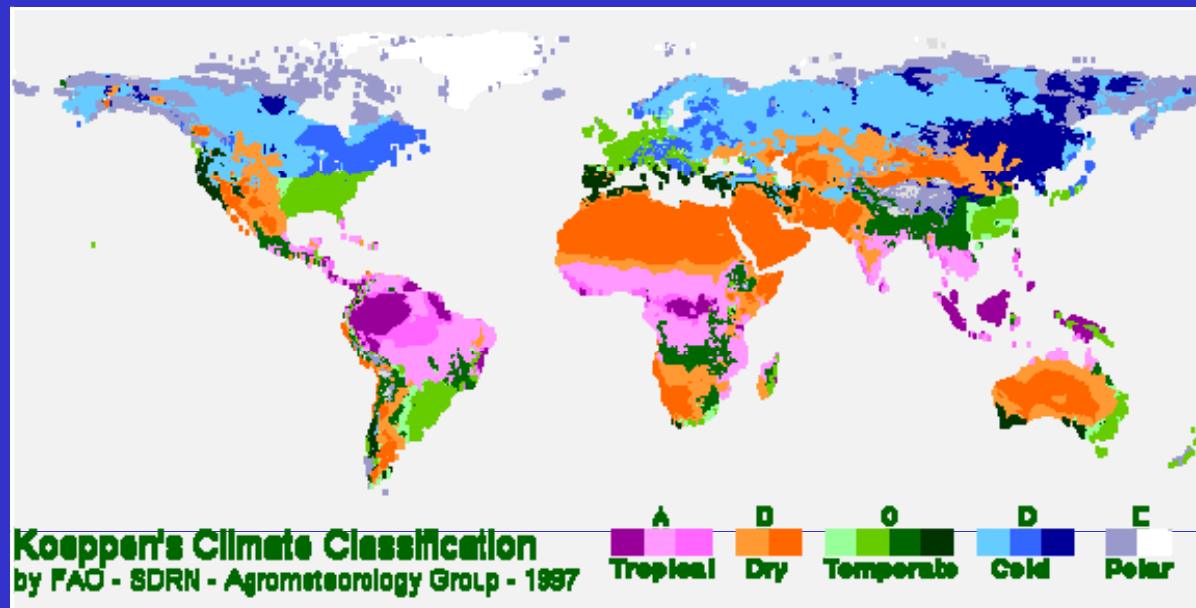 A B C D E
Koeppen's Climate Classification
Tropical Dry Temperate Cold Polar
by FAO - SDRN - Agrometeorology Group - 1997